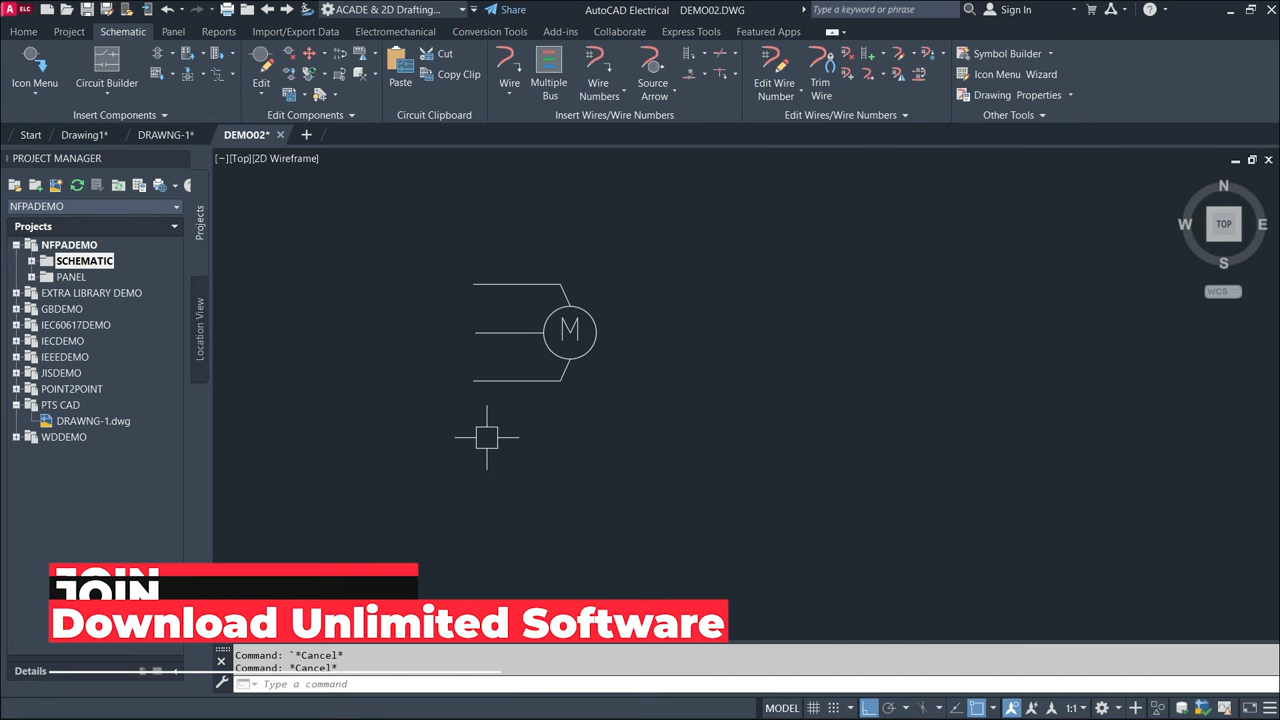 ELC
ACADE & 2D Drafting...
Share
AutoCAD Electrical DEMO02.DWG
Type a keyword or phrase
Sign In
Home
Project
Schematic
Panel
Reports
Import/Export Data
Electromechanical
Conversion Tools
Add-ins
Collaborate
Express Tools
Featured Apps
Icon Menu
Circuit Builder
Edit
Paste
Cut
Copy Clip
Wire
Multiple Bus
Wire Numbers
Source Arrow
Edit Wire Number
Trim Wire
Symbol Builder
Icon Menu Wizard
Drawing Properties
Insert Components
Edit Components
Circuit Clipboard
Insert Wires/Wire Numbers
Edit Wires/Wire Numbers
Other Tools
Start
Drawing1*
DRAWNG-1*
DEMO02*
PROJECT MANAGER
[−][Top][2D Wireframe]
NFPADEMO
Projects
Projects
Location View
NFPADEMO
SCHEMATIC
PANEL
EXTRA LIBRARY DEMO
GBDEMO
IEC60617DEMO
IECDEMO
IEEEDEMO
JISDEMO
POINT2POINT
PTS CAD
DRAWNG-1.dwg
WDDEMO
M
N
W
TOP
E
S
WCS
JOIN
Download Unlimited Software
Details
Command: `*Cancel*
Command: *Cancel*
Type a command
MODEL
1:1